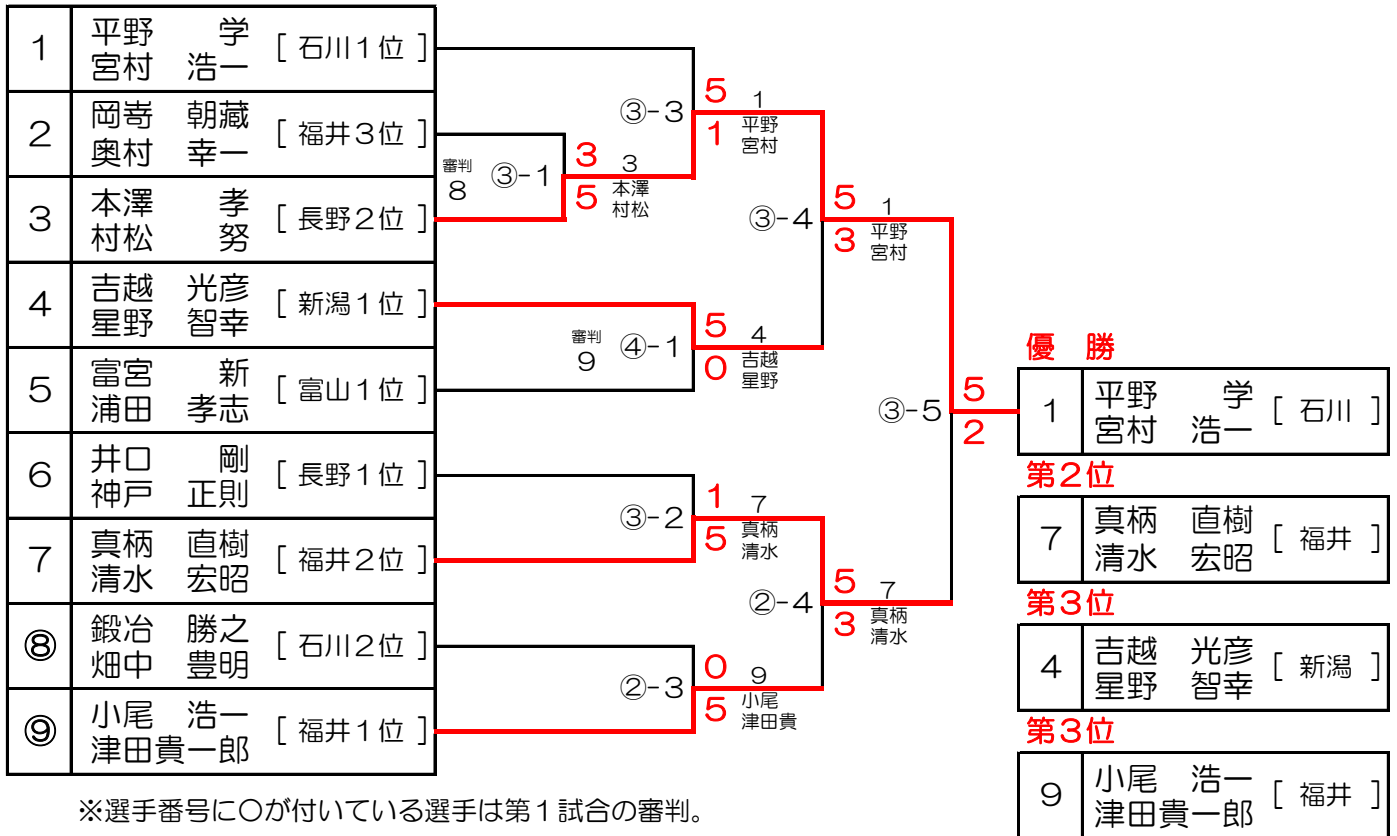 1 平野 学 [ 石川1位 ]
宮村 浩一
2 岡嵜 朝藏 [ 福井3位 ]
奥村 幸一
3 本澤 孝 [ 長野2位 ]
村松 努
4 吉越 光彦 [ 新潟1位 ]
星野 智幸
5 富宮 新 [ 富山1位 ]
浦田 孝志
6 井口 剛 [ 長野1位 ]
神戸 正則
7 真柄 直樹 [ 福井2位 ]
清水 宏昭
⑧ 鍛冶 勝之 [ 石川2位 ]
畑中 豊明
⑨ 小尾 浩一 [ 福井1位 ]
津田貴一郎
審判
8
③-1
3
5
3
本澤
村松
③-3
5
1
1
平野
宮村
審判
9
④-1
5
0
4
吉越
星野
③-4
5
3
1
平野
宮村
③-2
1
5
7
真柄
清水
②-3
0
5
9
小尾
津田貴
②-4
5
3
7
真柄
清水
③-5
5
2
優 勝
1 平野 学 [ 石川 ]
宮村 浩一
第2位
7 真柄 直樹 [ 福井 ]
清水 宏昭
第3位
4 吉越 光彦 [ 新潟 ]
星野 智幸
第3位
9 小尾 浩一 [ 福井 ]
津田貴一郎
※選手番号に〇が付いている選手は第1試合の審判。